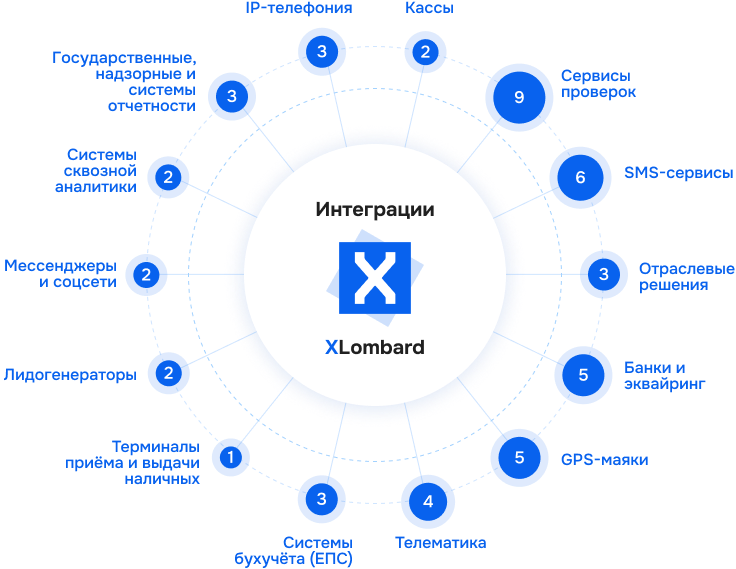 IP-телефония
3
Кассы
2
Сервисы
проверок
9
SMS-сервисы
6
Отраслевые
решения
3
Банки и
эквайринг
5
GPS-маяки
5
Телематика
4
Системы
бухучёта (ЕПС)
3
Терминалы
приёма и выдачи
наличных
1
Лидогенераторы
2
Мессенджеры
и соцсети
2
Системы
сквозной
аналитики
2
Государственные,
надзорные и
системы
отчетности
3
Интеграции
X
XLombard